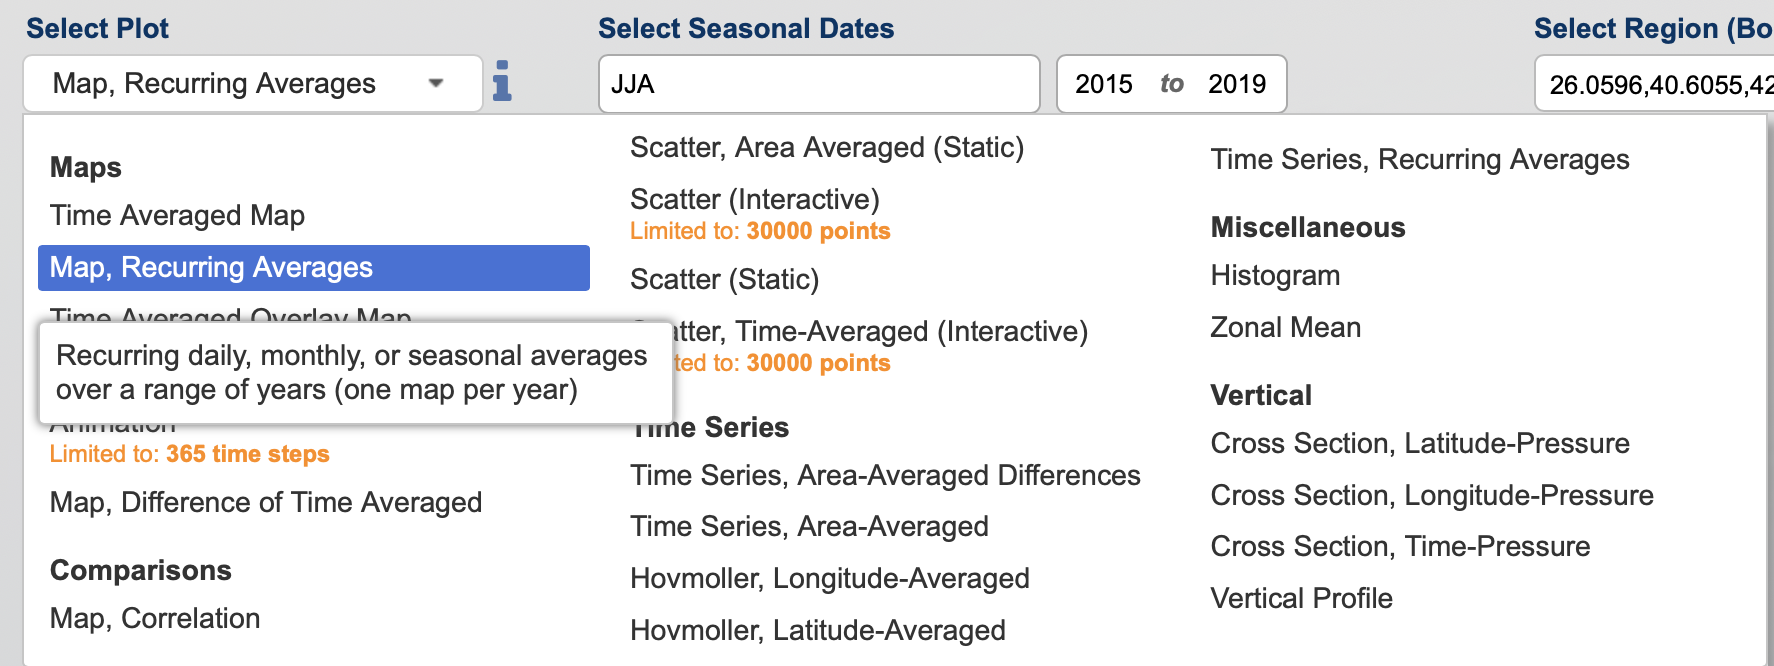 Select Plot
Select Seasonal Dates
Select Region (Bo
Map, Recurring Averages
JJA
2015 to 2019
26.0596,40.6055,42
Maps
Time Averaged Map
Map, Recurring Averages
Time Averaged Overlay Map
Recurring daily, monthly, or seasonal averages
over a range of years (one map per year)
Animation
Limited to: 365 time steps
Map, Difference of Time Averaged
Comparisons
Map, Correlation
Scatter, Area Averaged (Static)
Scatter (Interactive)
Limited to: 30000 points
Scatter (Static)
atter, Time-Averaged (Interactive)
ted to: 30000 points
Time Series
Time Series, Area-Averaged Differences
Time Series, Area-Averaged
Hovmoller, Longitude-Averaged
Hovmoller, Latitude-Averaged
Time Series, Recurring Averages
Miscellaneous
Histogram
Zonal Mean
Vertical
Cross Section, Latitude-Pressure
Cross Section, Longitude-Pressure
Cross Section, Time-Pressure
Vertical Profile